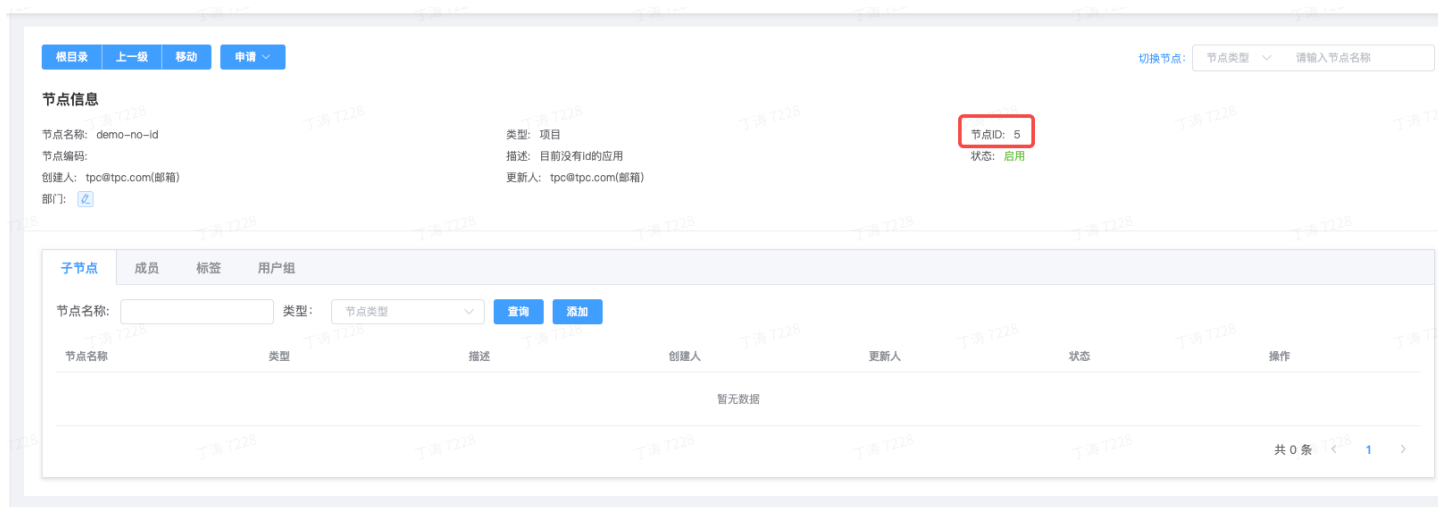 根目录 上一级 移动 申请 切换节点: 节点类型 请输入节点名称
节点信息
节点名称: demo-no-id 类型: 项目 节点ID: 5
节点编码: 描述: 目前没有id的应用 状态: 启用
创建人: tpc@tpc.com(邮箱) 更新人: tpc@tpc.com(邮箱)
部门:
子节点 成员 标签 用户组
节点名称: 类型: 节点类型 查询 添加
节点名称 类型 描述 创建人 更新人 状态 操作
暂无数据
共 0 条 1
丁涛 7228